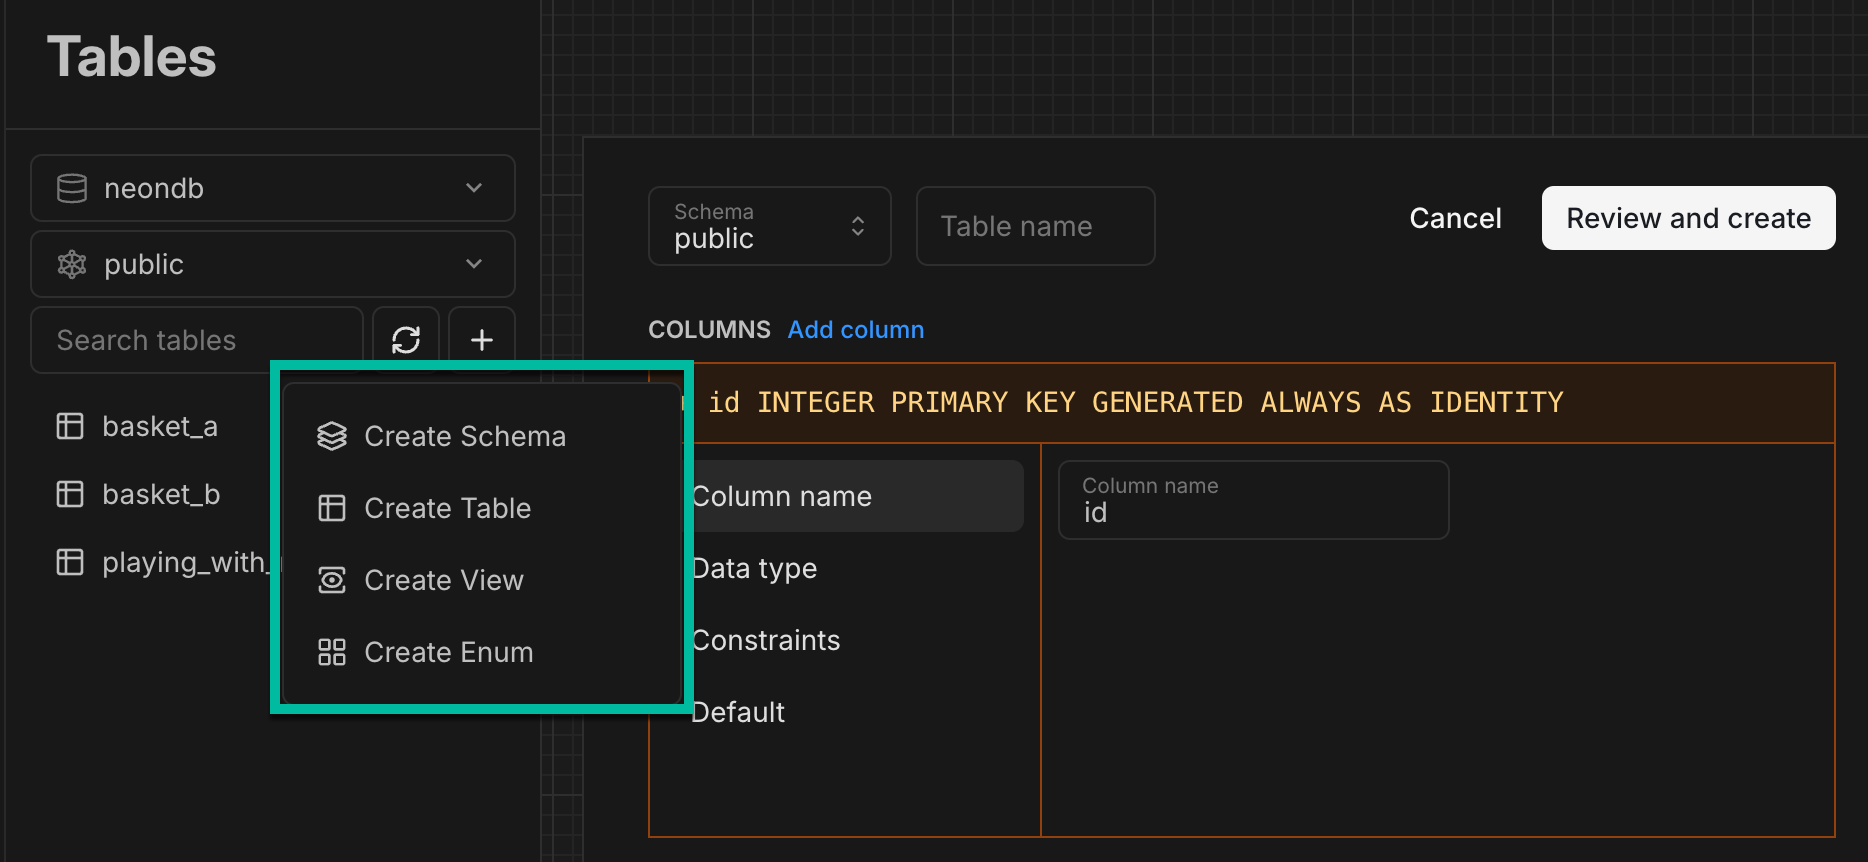 Tables
neondb
public
Search tables
basket_a
basket_b
playing_with_
Create Schema
Create Table
Create View
Create Enum
Schema
public
Table name
Cancel
Review and create
COLUMNS Add column
id INTEGER PRIMARY KEY GENERATED ALWAYS AS IDENTITY
Column name
Data type
Constraints
Default
Column name
id